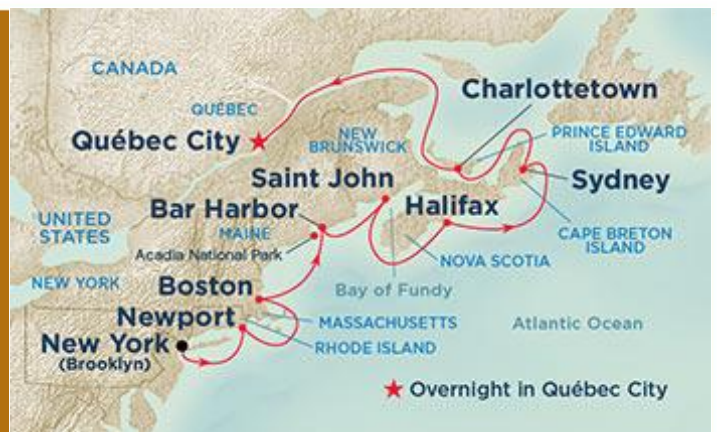 CANADA
QUÉBEC
Québec City
Charlottetown
NEW
BRUNSWICK
PRINCE EDWARD
ISLAND
Saint John
Sydney
Bar Harbor
Halifax
UNITED
STATES
MAINE
Acadia National Park
CAPE BRETON
ISLAND
NOVA SCOTIA
NEW YORK
Boston
Bay of Fundy
Newport
MASSACHUSETTS
Atlantic Ocean
New York
(Brooklyn)
RHODE ISLAND
Overnight in Québec City